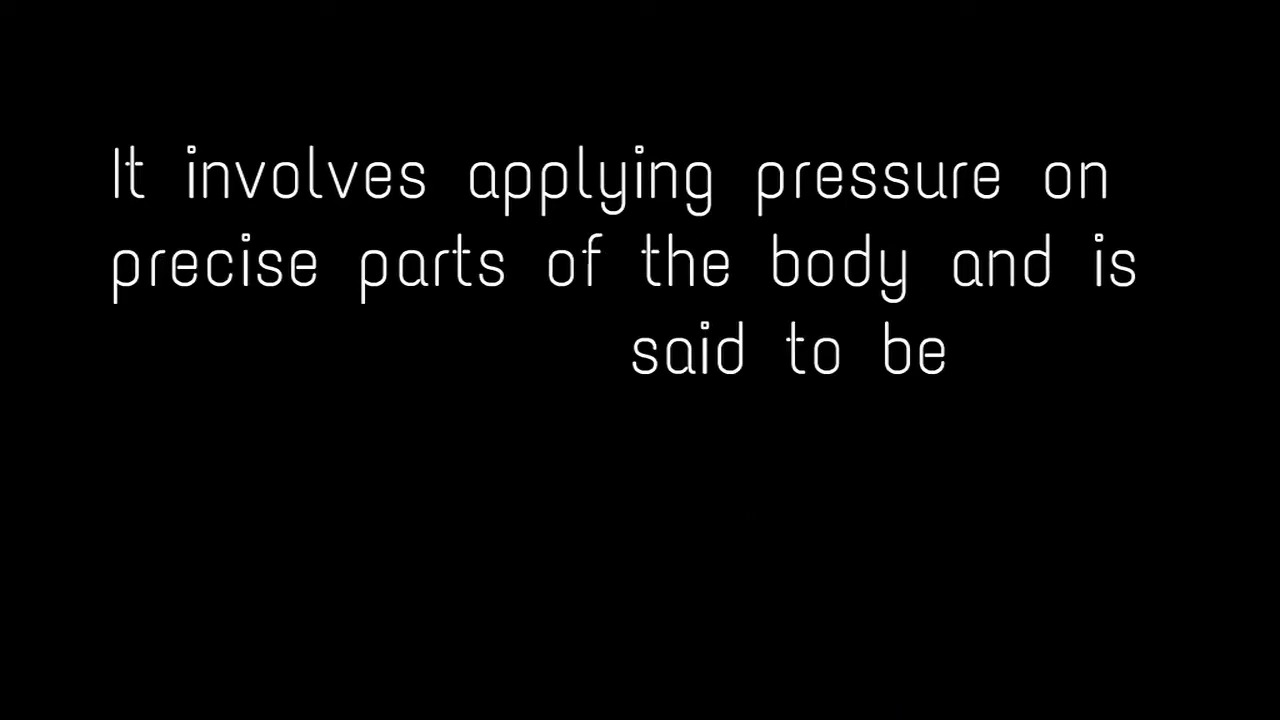 It involves applying pressure on
precise parts of the body and is
said to be